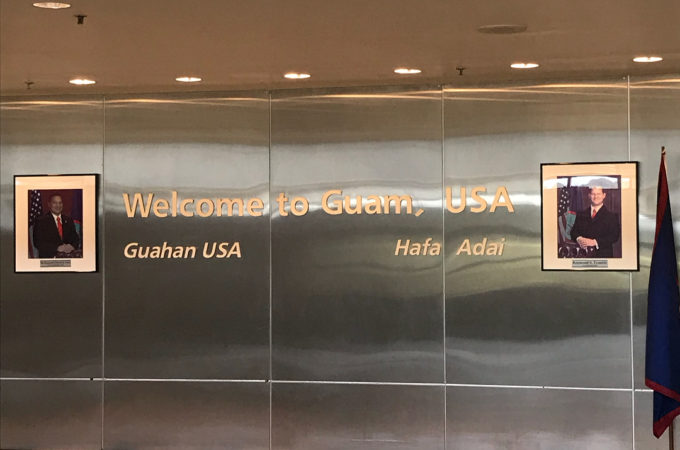 Welcome to Guam, USA
Guahan USA
Hafa Adai